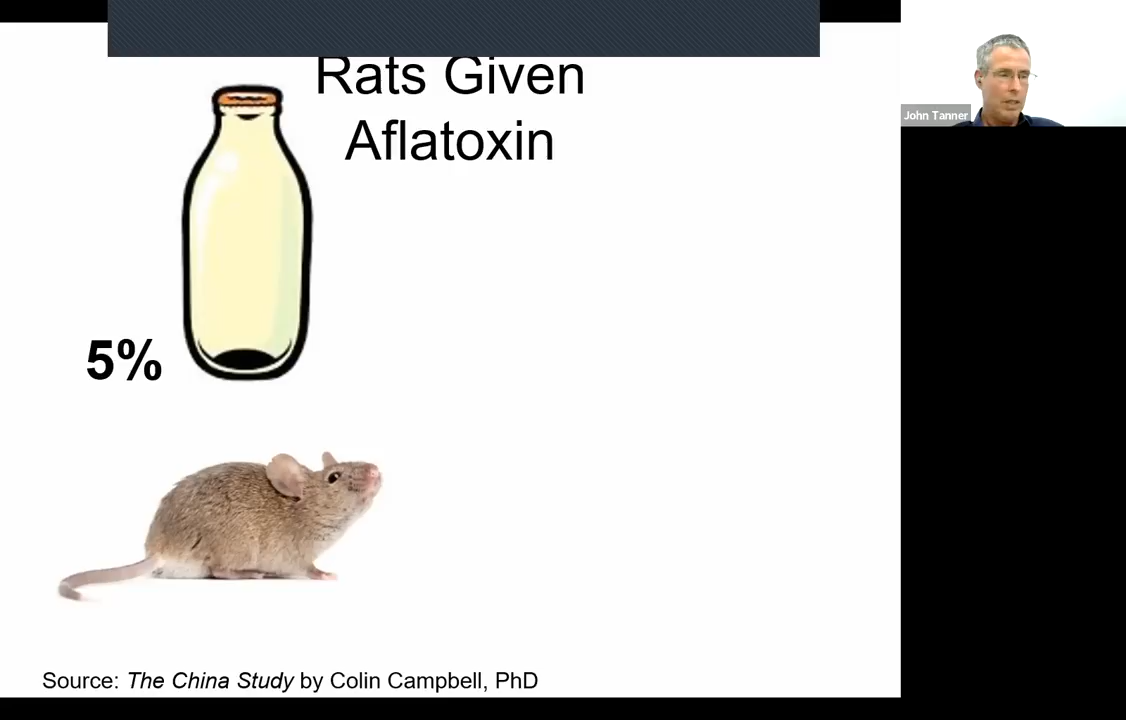 Rats Given
Aflatoxin
John Tanner
5%
Source: The China Study by Colin Campbell, PhD